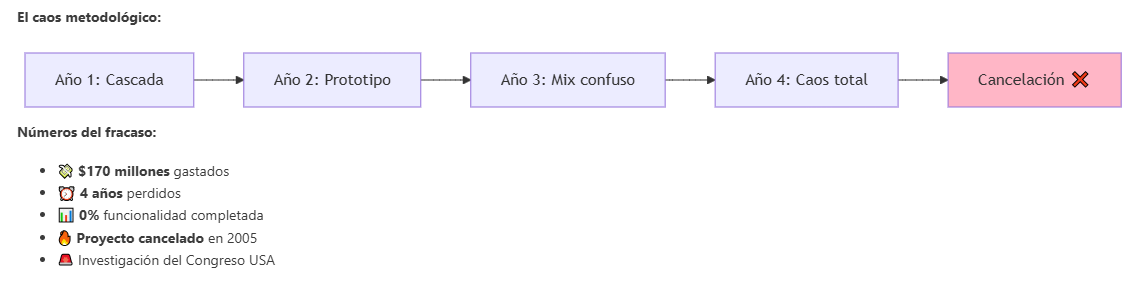 El caos metodológico:
Año 1: Cascada
Año 2: Prototipo
Año 3: Mix confuso
Año 4: Caos total
Cancelación ❌
Números del fracaso:
• 💸 $170 millones gastados
• ⏰ 4 años perdidos
• 📊 0% funcionalidad completada
• 🔥 Proyecto cancelado en 2005
• 🚨 Investigación del Congreso USA